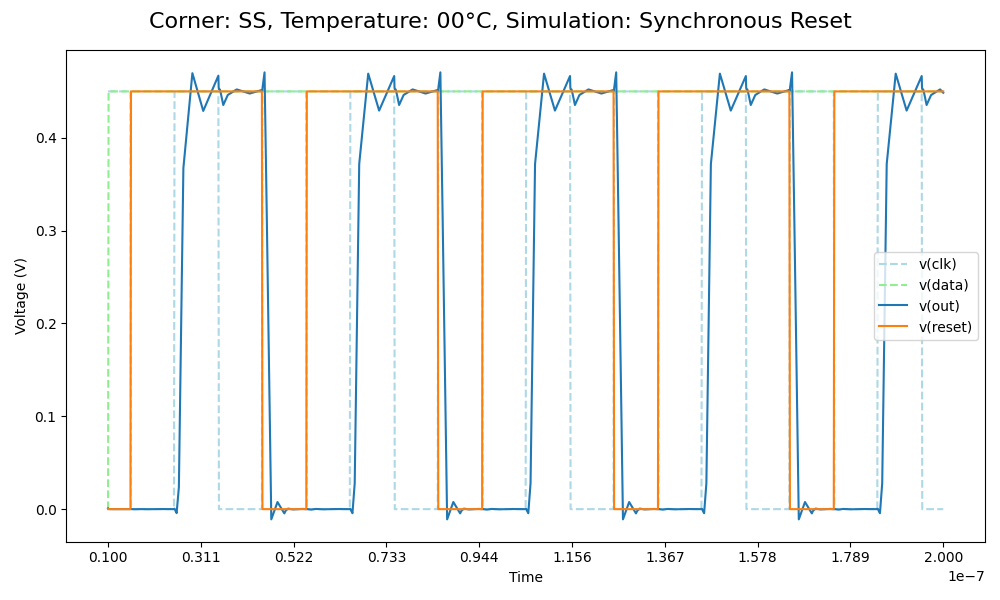 Corner: SS, Temperature: 00°C, Simulation: Synchronous Reset
Voltage (V)
0.4
0.3
0.2
0.1
0.0
v(clk)
v(data)
v(out)
v(reset)
0.100 0.311 0.522 0.733 0.944 1.156 1.367 1.578 1.789 2.000
Time
1e−7